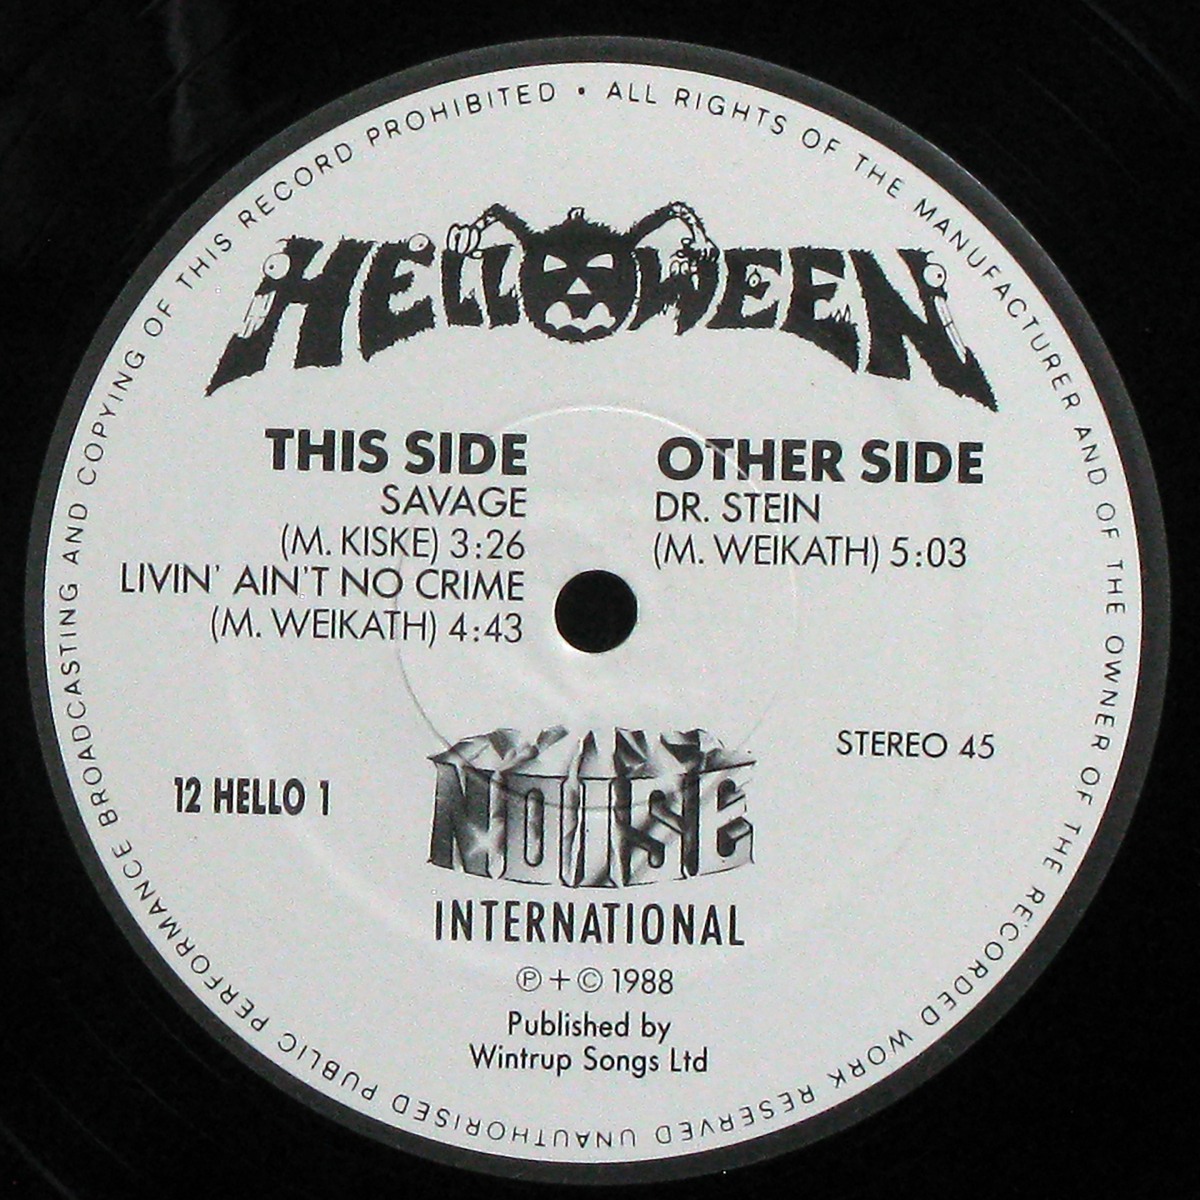 ALL RIGHTS OF THE MANUFACTURER AND OF THE OWNER OF THE RECORDED WORK RESERVED UNAUTHORISED PUBLIC PERFORMANCE BROADCASTING AND COPYING OF THIS RECORD PROHIBITED •
HELLOWEEN
THIS SIDE
SAVAGE
(M. KISKE) 3:26
LIVIN' AIN'T NO CRIME
(M. WEIKATH) 4:43
OTHER SIDE
DR. STEIN
(M. WEIKATH) 5:03
STEREO 45
12 HELLO 1
NOISE
INTERNATIONAL
℗ + © 1988
Published by
Wintrup Songs Ltd